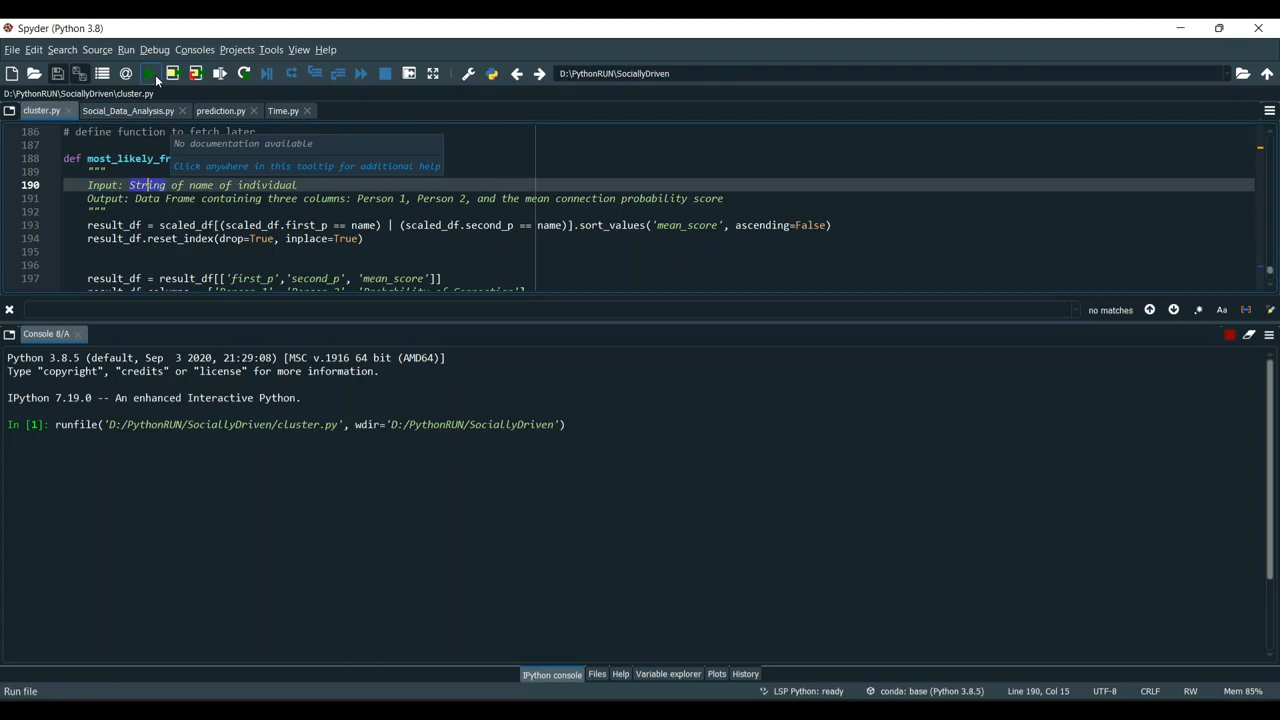 Spyder (Python 3.8)
File Edit Search Source Run Debug Consoles Projects Tools View Help
D:\PythonRUN\SociallyDriven
D:\PythonRUN\SociallyDriven\cluster.py
cluster.py Social_Data_Analysis.py prediction.py Time.py
186 # define function to fetch later
No documentation available
187
188 def most_likely_fr
Click anywhere in this tooltip for additional help
189 """
190 Input: String of name of individual
191 Output: Data Frame containing three columns: Person 1, Person 2, and the mean connection probability score
192 """
193 result_df = scaled_df[(scaled_df.first_p == name) | (scaled_df.second_p == name)].sort_values('mean_score', ascending=False)
194 result_df.reset_index(drop=True, inplace=True)
195
196
197 result_df = result_df[['first_p','second_p', 'mean_score']]
no matches
Aa
Console 8/A
Python 3.8.5 (default, Sep 3 2020, 21:29:08) [MSC v.1916 64 bit (AMD64)]
Type "copyright", "credits" or "license" for more information.
IPython 7.19.0 -- An enhanced Interactive Python.
In [1]: runfile('D:/PythonRUN/SociallyDriven/cluster.py', wdir='D:/PythonRUN/SociallyDriven')
IPython console Files Help Variable explorer Plots History
Run file LSP Python: ready conda: base (Python 3.8.5) Line 190, Col 15 UTF-8 CRLF RW Mem 85%